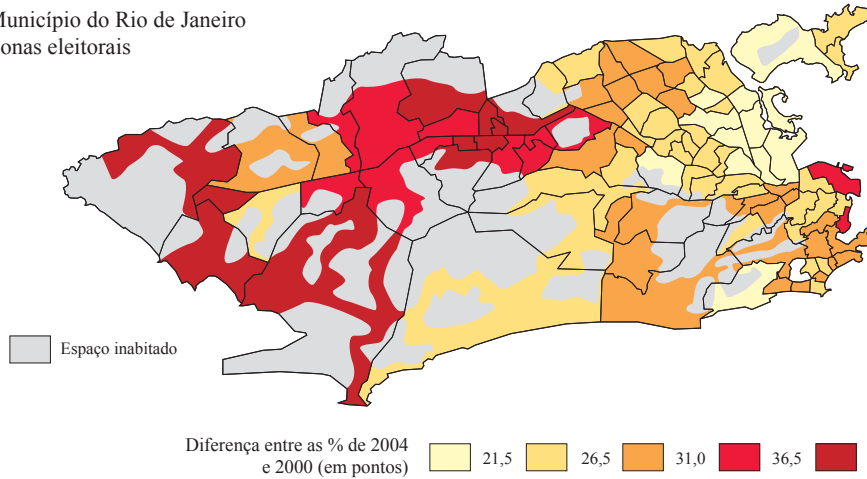 Município do Rio de Janeiro
onas eleitorais
Espaço inabitado
Diferença entre as % de 2004
e 2000 (em pontos)
21,5 26,5 31,0 36,5